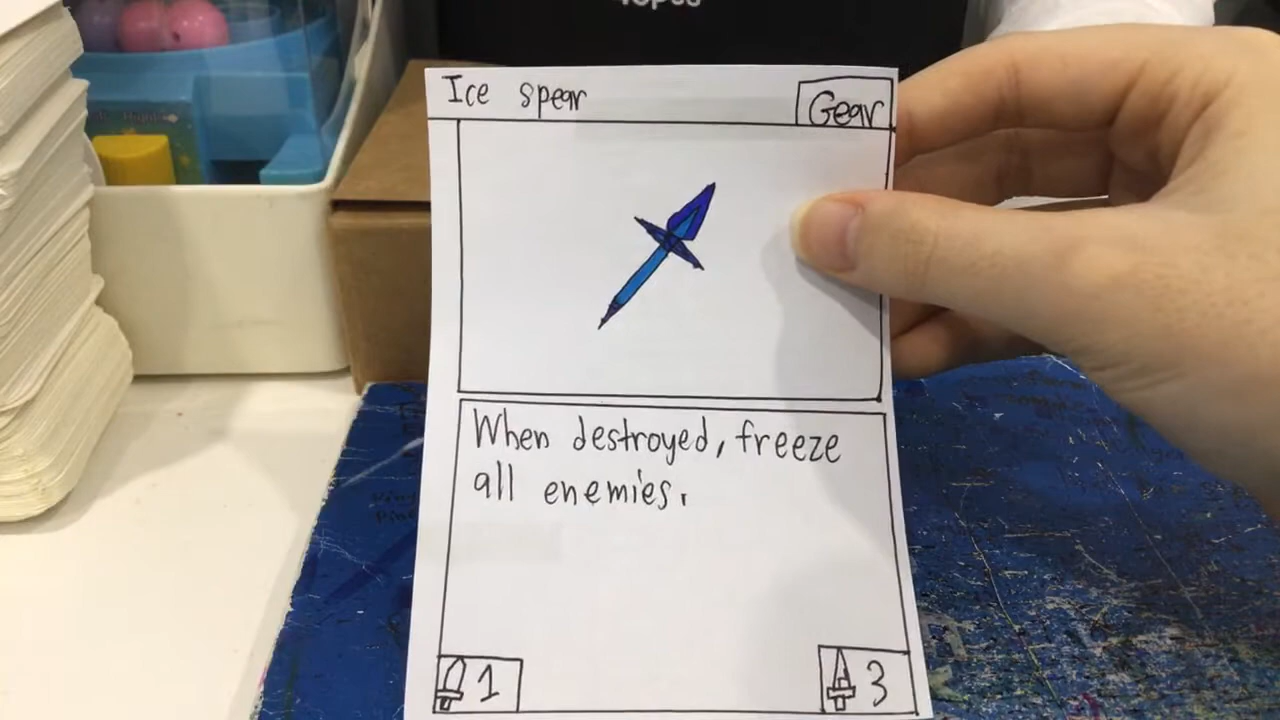 Ice spear
Gear
When destroyed, freeze
all enemies.
1
3